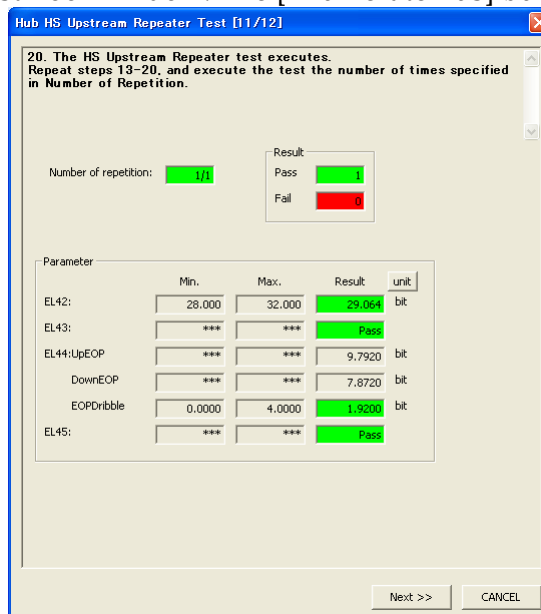 Hub HS Upstream Repeater Test [11/12]
20. The HS Upstream Repeater test executes.
Repeat steps 13-20, and execute the test the number of times specified
in Number of Repetition.
Result
Number of repetition: 1/1 Pass 1
Fail 0
Parameter
Min. Max. Result unit
EL42: 28.000 32.000 29.064 bit
EL43: *** *** Pass
EL44:UpEOP *** *** 9.7920 bit
DownEOP *** *** 7.8720 bit
EOPDribble 0.0000 4.0000 1.9200 bit
EL45: *** *** Pass
Next >> CANCEL